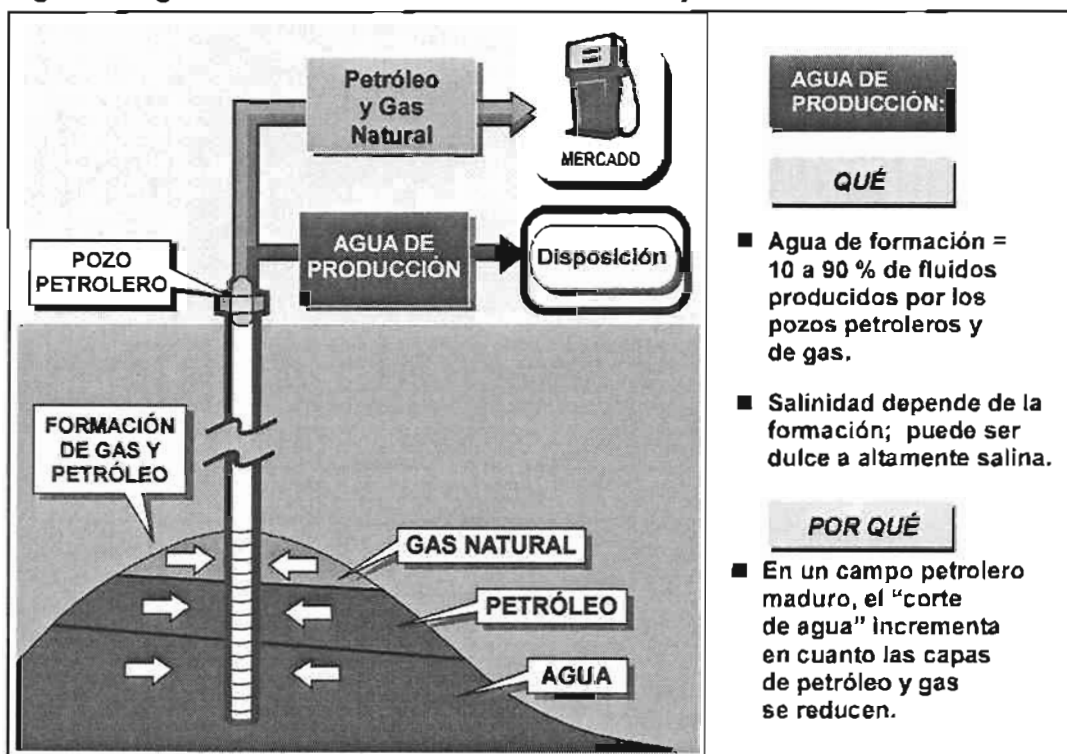 Petróleo
y Gas
Natural
MERCADO
AGUA DE
PRODUCCIÓN
Disposición
POZO
PETROLERO
FORMACIÓN
DE GAS Y
PETRÓLEO
GAS NATURAL
PETRÓLEO
AGUA
AGUA DE
PRODUCCIÓN:
QUÉ
■ Agua de formación =
10 a 90 % de fluidos
producidos por los
pozos petroleros y
de gas.
■ Salinidad depende de la
formación; puede ser
dulce a altamente salina.
POR QUÉ
■ En un campo petrolero
maduro, el "corte
de agua" incrementa
en cuanto las capas
de petróleo y gas
se reducen.